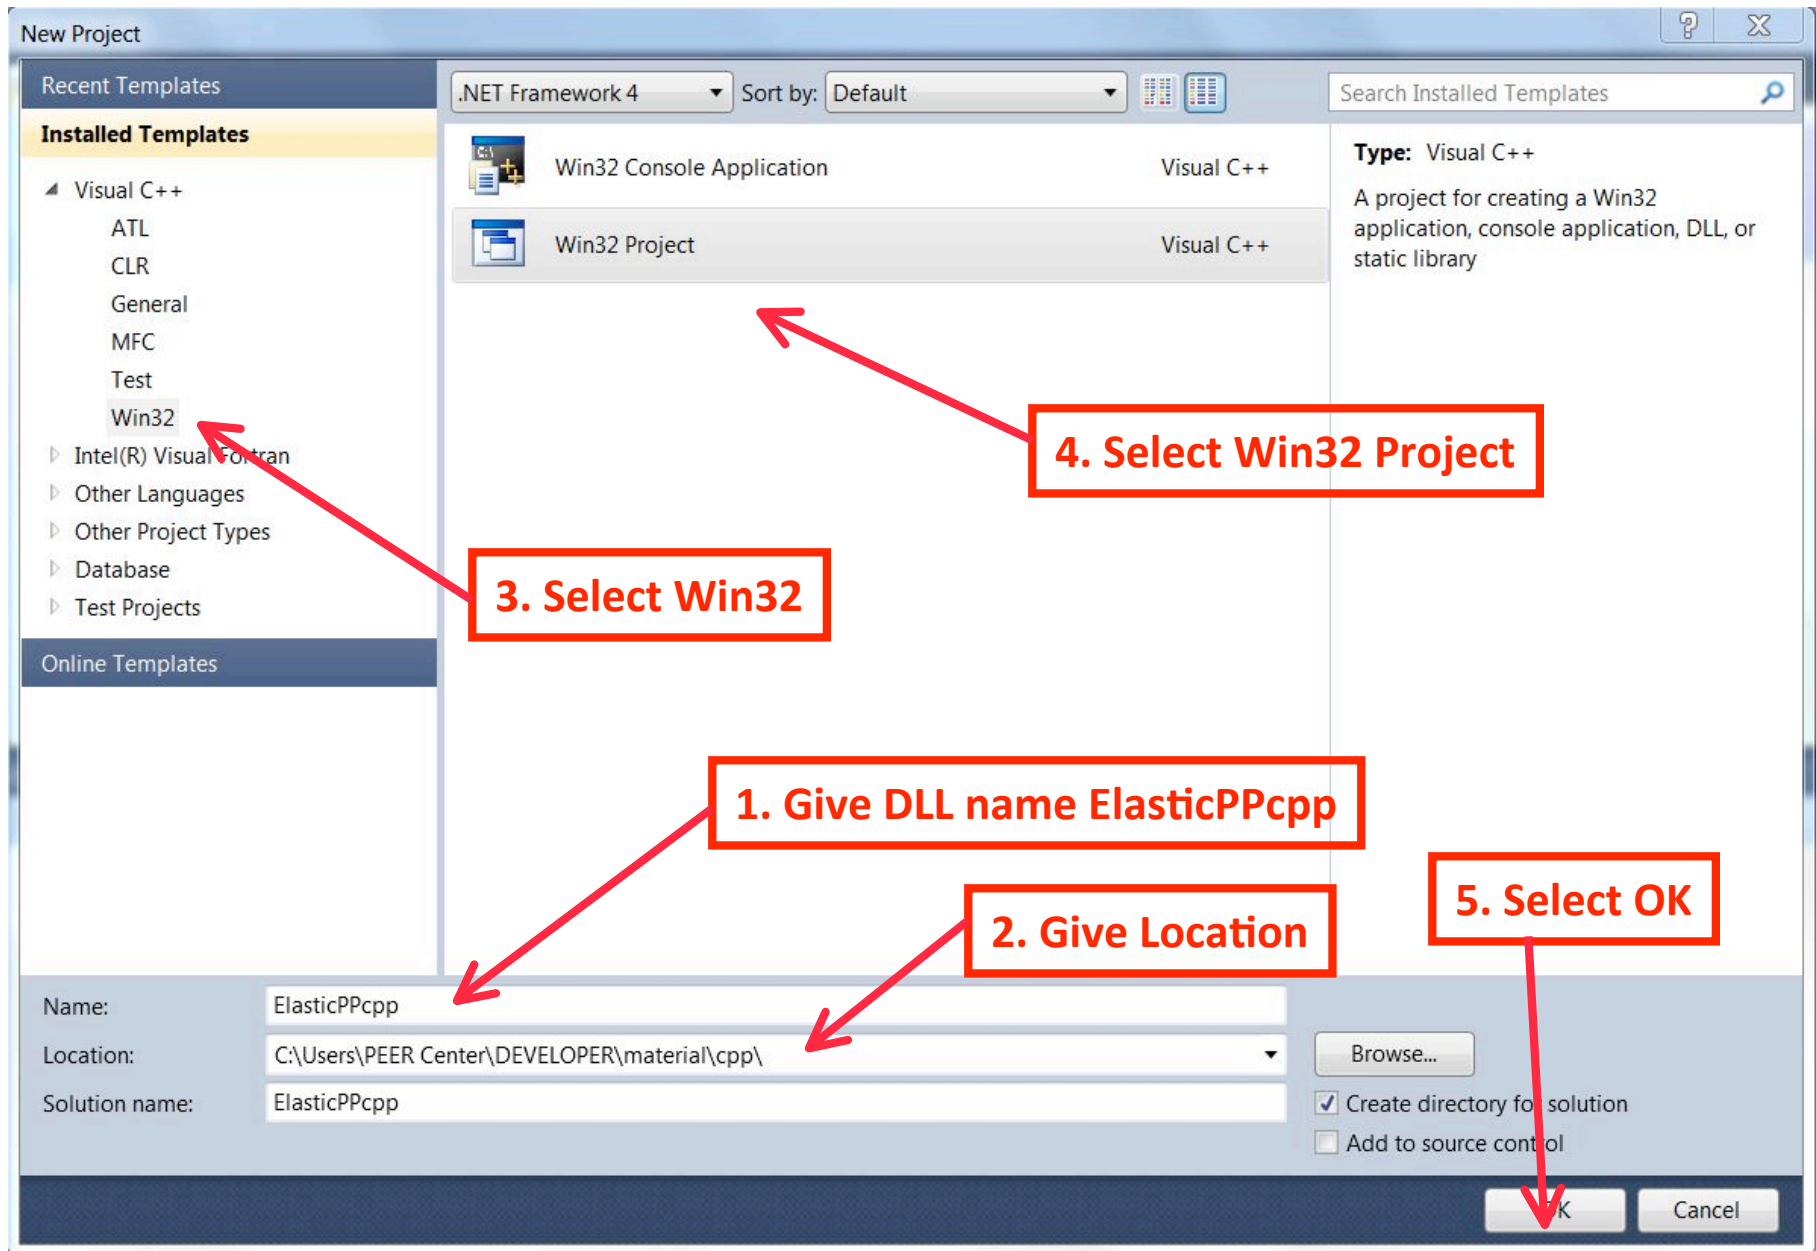 New Project
Recent Templates
.NET Framework 4
Sort by:
Default
Search Installed Templates
Installed Templates
Visual C++
ATL
CLR
General
MFC
Test
Win32
Intel(R) Visual Fortran
Other Languages
Other Project Types
Database
Test Projects
Online Templates
Win32 Console Application
Visual C++
Win32 Project
Visual C++
Type: Visual C++
A project for creating a Win32
application, console application, DLL, or
static library
4. Select Win32 Project
3. Select Win32
1. Give DLL name ElasticPPcpp
2. Give Location
5. Select OK
Name:
ElasticPPcpp
Location:
C:\Users\PEER Center\DEVELOPER\material\cpp\
Browse...
Solution name:
ElasticPPcpp
Create directory for solution
Add to source control
OK
Cancel